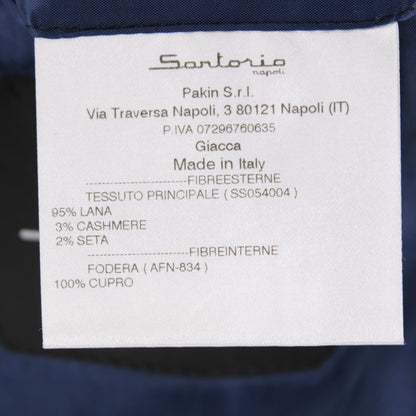 Sartorio
napoli
Pakin S.r.l.
Via Traversa Napoli, 3 80121 Napoli (IT)
P.IVA 07296760635
Giacca
Made in Italy
--------------------------FIBREESTERNE
TESSUTO PRINCIPALE ( SS054004 )
95% LANA
3% CASHMERE
2% SETA
-----------------------------FIBREINTERNE
FODERA ( AFN-834 )
100% CUPRO